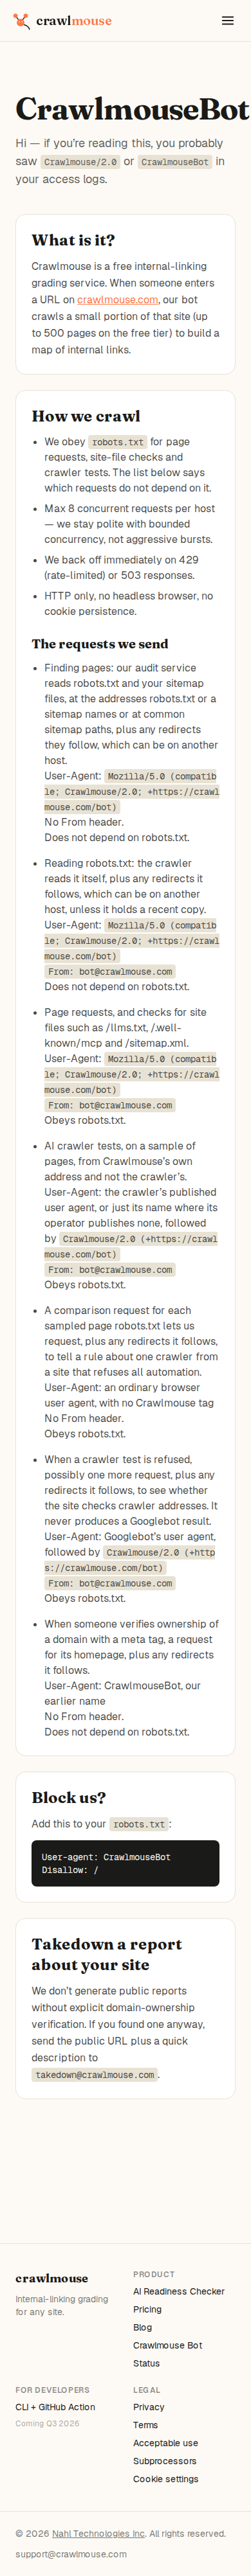 crawlmouse
CrawlmouseBot
Hi — if you're reading this, you probably
saw Crawlmouse/2.0 or CrawlmouseBot in
your access logs.
What is it?
Crawlmouse is a free internal-linking
grading service. When someone enters
a URL on crawlmouse.com, our bot
crawls a small portion of that site (up
to 500 pages on the free tier) to build a
map of internal links.
How we crawl
• We obey robots.txt for page
requests, site-file checks and
crawler tests. The list below says
which requests do not depend on it.
• Max 8 concurrent requests per host
— we stay polite with bounded
concurrency, not aggressive bursts.
• We back off immediately on 429
(rate-limited) or 503 responses.
• HTTP only, no headless browser, no
cookie persistence.
The requests we send
• Finding pages: our audit service
reads robots.txt and your sitemap
files, at the addresses robots.txt or a
sitemap names or at common
sitemap paths, plus any redirects
they follow, which can be on another
host.
User-Agent: Mozilla/5.0 (compatib
le; Crawlmouse/2.0; +https://crawl
mouse.com/bot)
No From header.
Does not depend on robots.txt.
• Reading robots.txt: the crawler
reads it itself, plus any redirects it
follows, which can be on another
host, unless it holds a recent copy.
User-Agent: Mozilla/5.0 (compatib
le; Crawlmouse/2.0; +https://crawl
mouse.com/bot)
From: bot@crawlmouse.com
Does not depend on robots.txt.
• Page requests, and checks for site
files such as /llms.txt, /.well-
known/mcp and /sitemap.xml.
User-Agent: Mozilla/5.0 (compatib
le; Crawlmouse/2.0; +https://crawl
mouse.com/bot)
From: bot@crawlmouse.com
Obeys robots.txt.
• AI crawler tests, on a sample of
pages, from Crawlmouse's own
address and not the crawler's.
User-Agent: the crawler's published
user agent, or just its name where its
operator publishes none, followed
by Crawlmouse/2.0 (+https://crawl
mouse.com/bot)
From: bot@crawlmouse.com
Obeys robots.txt.
• A comparison request for each
sampled page robots.txt lets us
request, plus any redirects it follows,
to tell a rule about one crawler from
a site that refuses all automation.
User-Agent: an ordinary browser
user agent, with no Crawlmouse tag
No From header.
Obeys robots.txt.
• When a crawler test is refused,
possibly one more request, plus any
redirects it follows, to see whether
the site checks crawler addresses. It
never produces a Googlebot result.
User-Agent: Googlebot's user agent,
followed by Crawlmouse/2.0 (+http
s://crawlmouse.com/bot)
From: bot@crawlmouse.com
Obeys robots.txt.
• When someone verifies ownership of
a domain with a meta tag, a request
for its homepage, plus any redirects
it follows.
User-Agent: CrawlmouseBot, our
earlier name
No From header.
Does not depend on robots.txt.
Block us?
Add this to your robots.txt:
User-agent: CrawlmouseBot
Disallow: /
Takedown a report
about your site
We don't generate public reports
without explicit domain-ownership
verification. If you found one anyway,
send the public URL plus a quick
description to
takedown@crawlmouse.com.
crawlmouse
Internal-linking grading
for any site.
PRODUCT
AI Readiness Checker
Pricing
Blog
Crawlmouse Bot
Status
FOR DEVELOPERS
CLI + GitHub Action
Coming Q3 2026
LEGAL
Privacy
Terms
Acceptable use
Subprocessors
Cookie settings
© 2026 Nahl Technologies Inc. All rights reserved.
support@crawlmouse.com